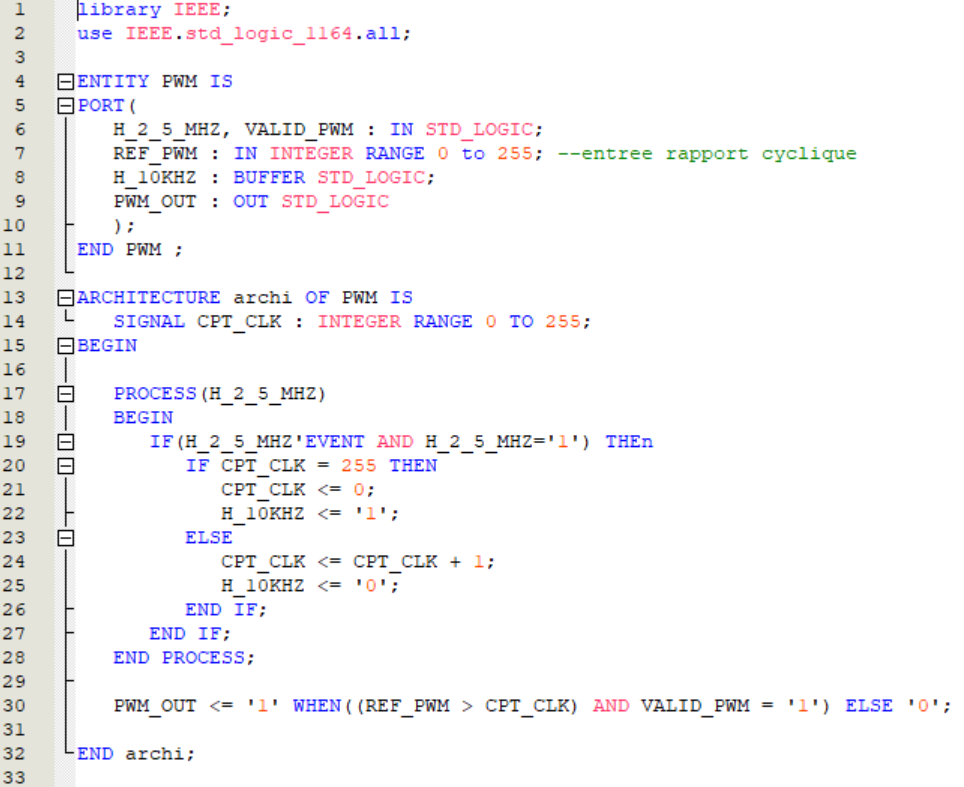 1 library IEEE;
2 use IEEE.std_logic_1164.all;
3
4 ENTITY PWM IS
5 PORT(
6 H_2_5_MHZ, VALID_PWM : IN STD_LOGIC;
7 REF_PWM : IN INTEGER RANGE 0 to 255; --entree rapport cyclique
8 H_10KHZ : BUFFER STD_LOGIC;
9 PWM_OUT : OUT STD_LOGIC
10 );
11 END PWM ;
12
13 ARCHITECTURE archi OF PWM IS
14 SIGNAL CPT_CLK : INTEGER RANGE 0 TO 255;
15 BEGIN
16
17 PROCESS(H_2_5_MHZ)
18 BEGIN
19 IF(H_2_5_MHZ'EVENT AND H_2_5_MHZ='1') THEn
20 IF CPT_CLK = 255 THEN
21 CPT_CLK <= 0;
22 H_10KHZ <= '1';
23 ELSE
24 CPT_CLK <= CPT_CLK + 1;
25 H_10KHZ <= '0';
26 END IF;
27 END IF;
28 END PROCESS;
29
30 PWM_OUT <= '1' WHEN((REF_PWM > CPT_CLK) AND VALID_PWM = '1') ELSE '0';
31
32 END archi;
33